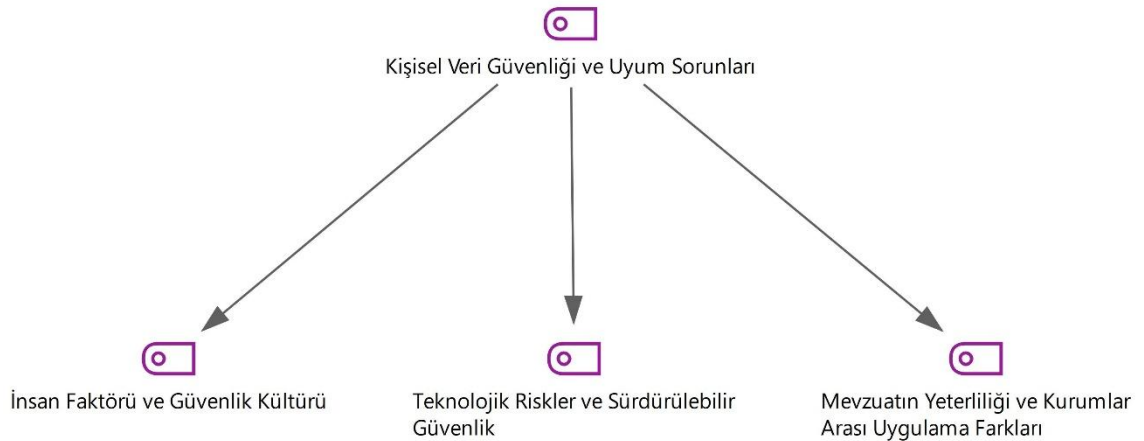 Kişisel Veri Güvenliği ve Uyum Sorunları
İnsan Faktörü ve Güvenlik Kültürü
Teknolojik Riskler ve Sürdürülebilir
Güvenlik
Mevzuatın Yeterliliği ve Kurumlar
Arası Uygulama Farkları